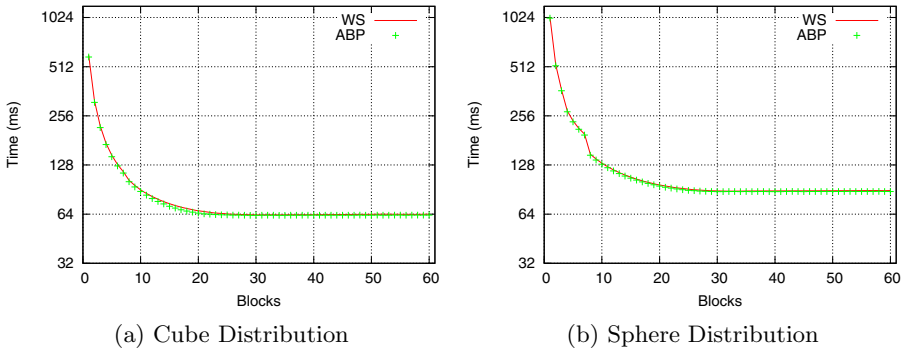 1024
512
256
128
64
32
Time (ms)
WS
ABP
0 10 20 30 40 50 60
Blocks
(a) Cube Distribution
1024
512
256
128
64
32
Time (ms)
WS
ABP
0 10 20 30 40 50 60
Blocks
(b) Sphere Distribution